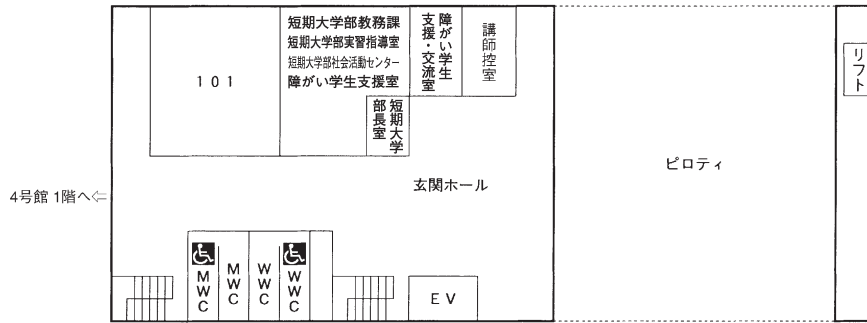 短期大学部教務課
短期大学部実習指導室
短期大学部社会活動センター
障がい学生支援室
障がい学生
支援・交流室
講師控室
リフト
101
短期大学
部長室
ピロティ
玄関ホール
4号館 1階へ⇦
MWC
MWC
WWC
WWC
EV